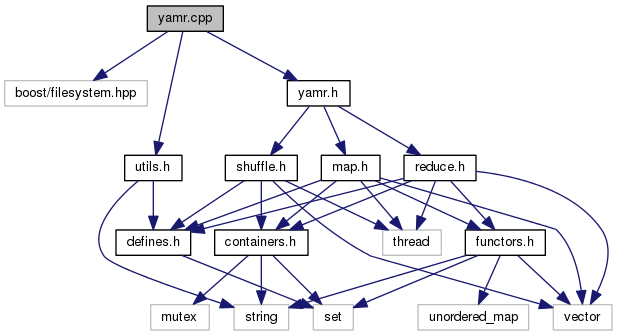 yamr.cpp
boost/filesystem.hpp
yamr.h
utils.h
shuffle.h
map.h
reduce.h
defines.h
containers.h
thread
functors.h
mutex
string
set
unordered_map
vector